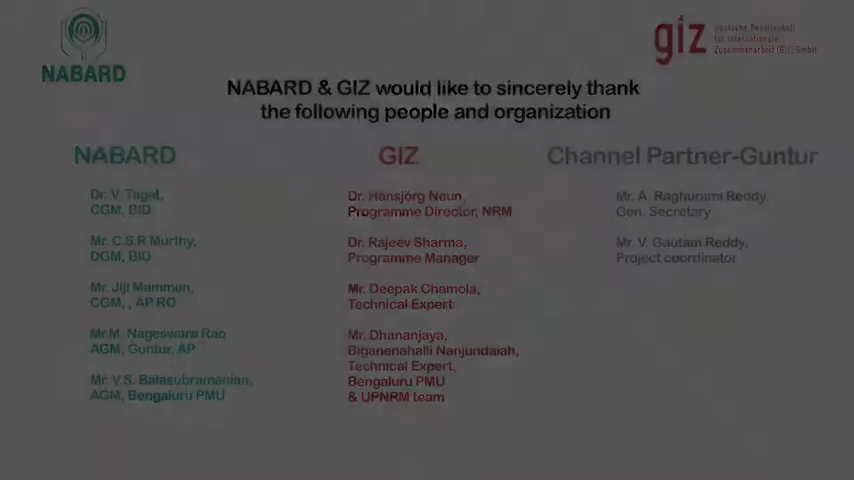 NABARD
giz
Deutsche Gesellschaft
für Internationale
Zusammenarbeit (GIZ) GmbH
NABARD & GIZ would like to sincerely thank
the following people and organization
NABARD
Dr. V. Tagat,
CGM, BID
Mr. C.S.R Murthy,
DGM, BID
Mr. Jiji Mammen,
CGM, , AP RO
Mr.M. Nageswara Rao
AGM, Guntur, AP
Mr. V.S. Balasubramanian,
AGM, Bengaluru PMU
GIZ
Dr. Hansjörg Neun,
Programme Director, NRM
Dr. Rajeev Sharma,
Programme Manager
Mr. Deepak Chamola,
Technical Expert
Mr. Dhananjaya,
Biganenahalli Nanjundaiah,
Technical Expert,
Bengaluru PMU
& UPNRM team
Channel Partner-Guntur
Mr. A. Raghurami Reddy,
Gen. Secretary
Mr. V. Gautam Reddy,
Project coordinator